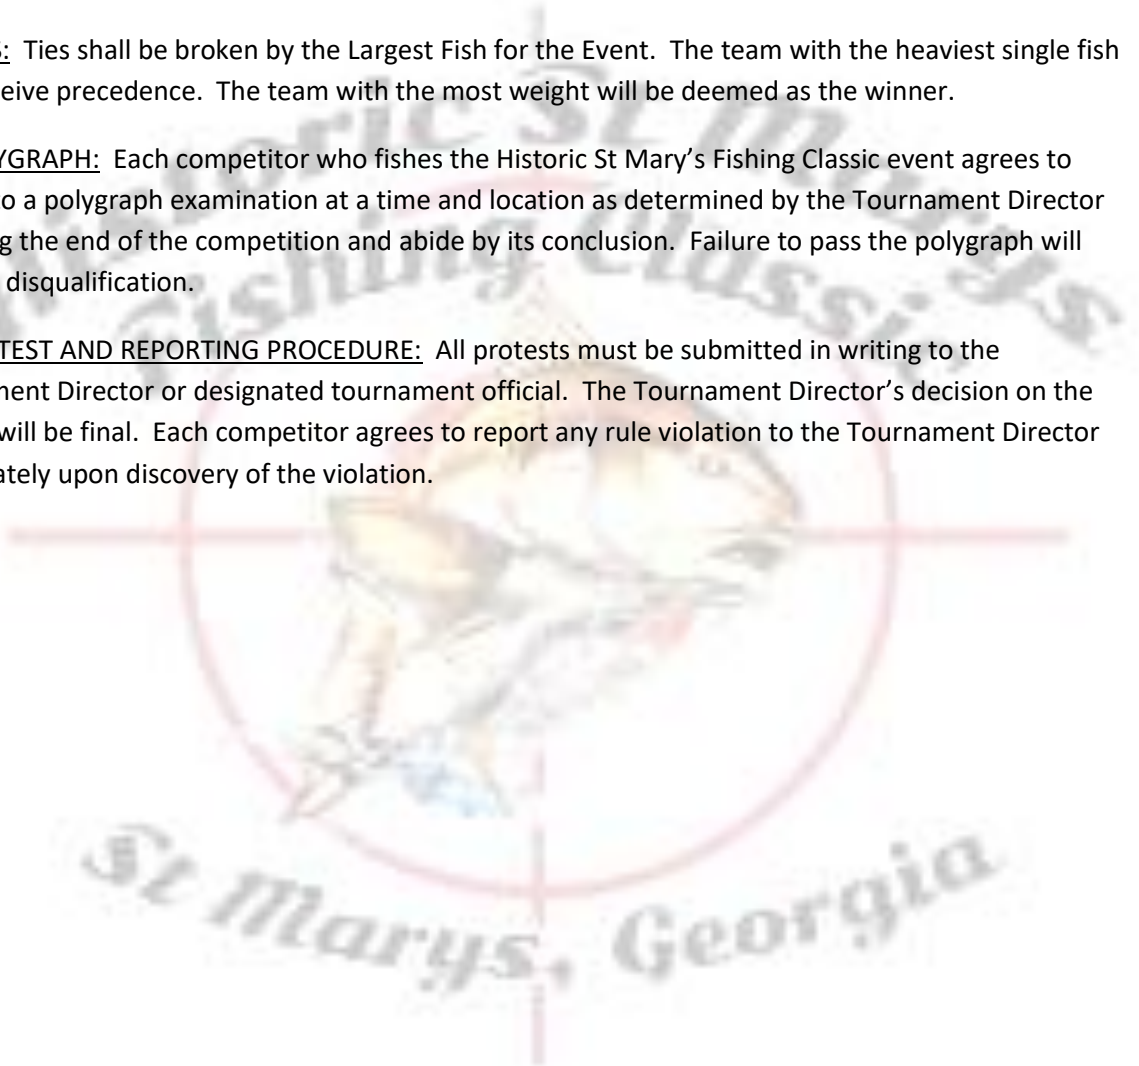 S: Ties shall be broken by the Largest Fish for the Event. The team with the heaviest single fish
eive precedence. The team with the most weight will be deemed as the winner.
YGRAPH: Each competitor who fishes the Historic St Mary’s Fishing Classic event agrees to
o a polygraph examination at a time and location as determined by the Tournament Director
g the end of the competition and abide by its conclusion. Failure to pass the polygraph will
disqualification.
TEST AND REPORTING PROCEDURE: All protests must be submitted in writing to the
ment Director or designated tournament official. The Tournament Director’s decision on the
will be final. Each competitor agrees to report any rule violation to the Tournament Director
ately upon discovery of the violation.
Historic St Marys
Fishing Classic
St Marys, Georgia